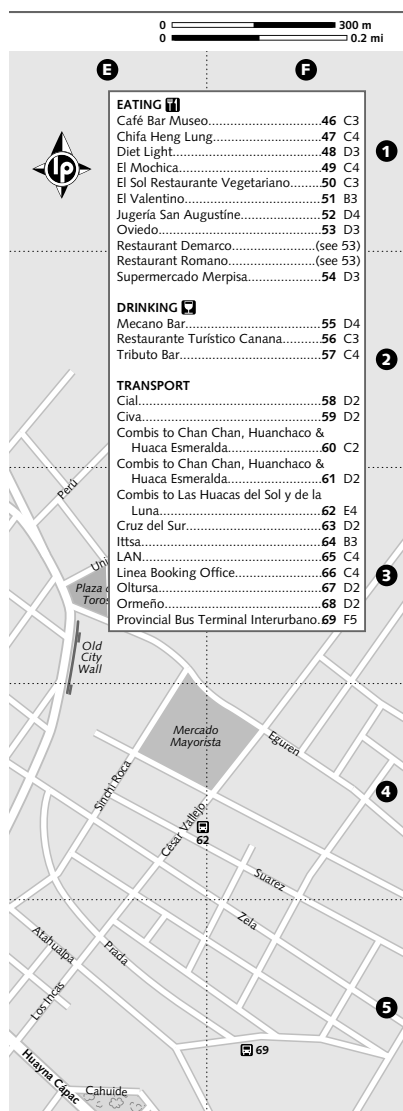 0 300 m
0 0.2 mi
E F
lp
EATING
Café Bar Museo..............................46 C3
Chifa Heng Lung............................47 C4
Diet Light.......................................48 D3
El Mochica.....................................49 C4
El Sol Restaurante Vegetariano........50 C3
El Valentino....................................51 B3
Jugería San Augustíne....................52 D4
Oviedo...........................................53 D3
Restaurant Demarco.................(see 53)
Restaurant Romano..................(see 53)
Supermercado Merpisa..................54 D3
1
DRINKING
Mecano Bar...................................55 D4
Restaurante Turístico Canana..........56 C3
Tributo Bar.....................................57 C4
2
TRANSPORT
Cial................................................58 D2
Civa...............................................59 D2
Combis to Chan Chan, Huanchaco &
Huaca Esmeralda.........................60 C2
Combis to Chan Chan, Huanchaco &
Huaca Esmeralda.........................61 D2
Combis to Las Huacas del Sol y de la
Luna...........................................62 E4
Cruz del Sur...................................63 D2
Ittsa...............................................64 B3
LAN...............................................65 C4
Linea Booking Office......................66 C4
Oltursa...........................................67 D2
Ormeño.........................................68 D2
Provincial Bus Terminal Interurbano.69 F5
3
Perú
Uni
Plaza
Toros
Old
City
Wall
Mercado
Mayorista
Eguren
Sinchi Roca
César Vallejo
62
4
Suarez
Zela
Atahualpa
Prada
Los Incas
5
69
Huayna Cápac
Cahuide